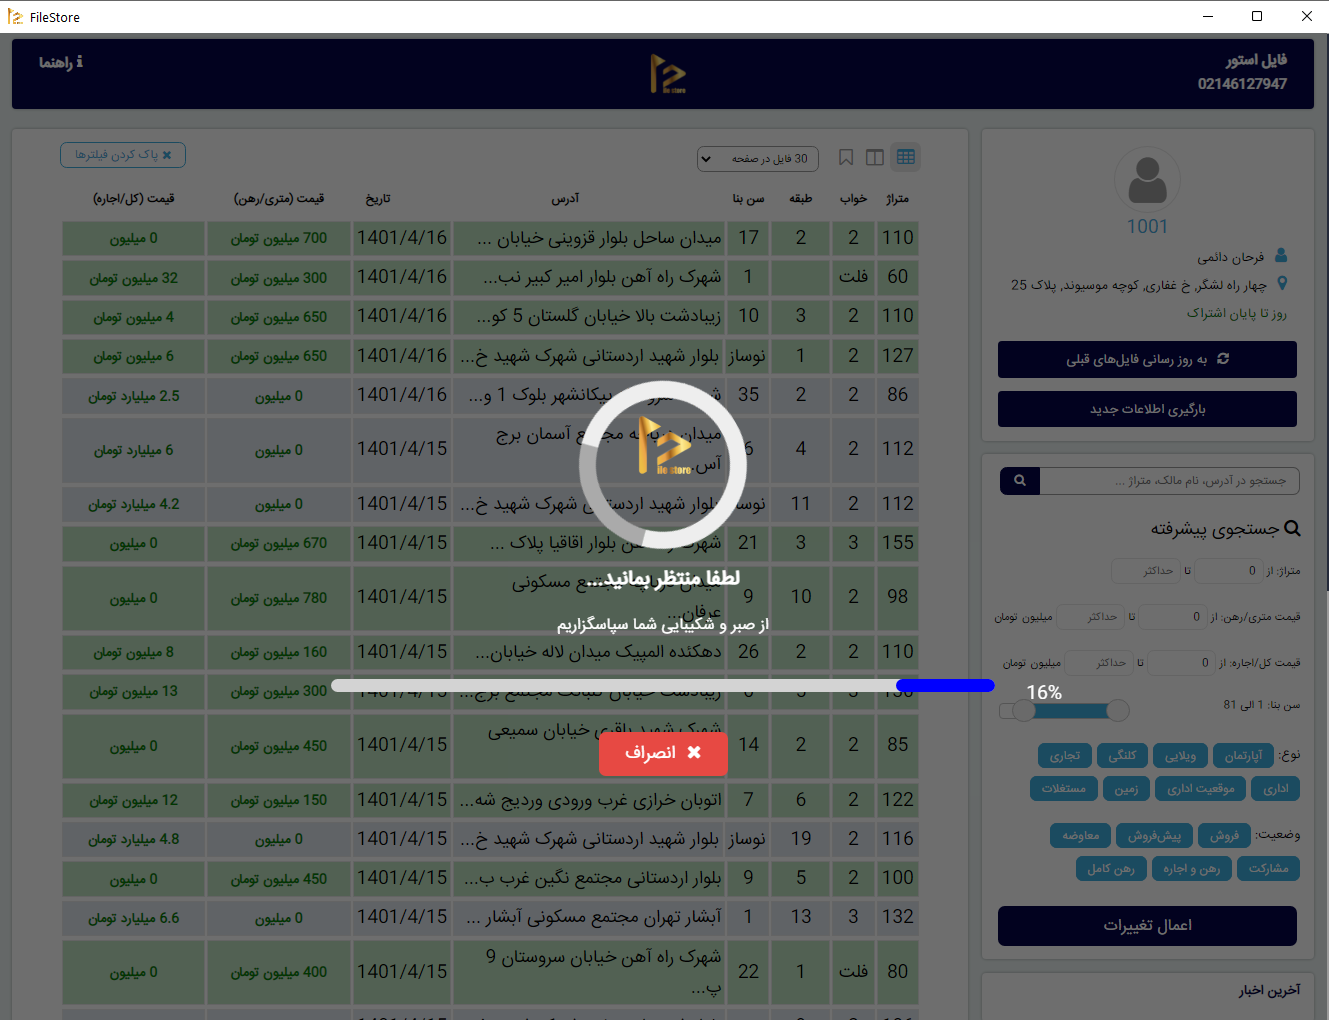 FileStore
فایل استور
02146127947
راهنما
1001
فرحان دائمی
چهار راه لشگر, خ غفاری, کوچه موسیوند, پلاک 25
روز تا پایان اشتراک
به روز رسانی فایل‌های قبلی
بارگیری اطلاعات جدید
جستجو در آدرس، نام مالک، متراژ ...
جستجوی پیشرفته
متراژ: از 0 تا حداکثر
قیمت متری/رهن: از 0 تا حداکثر میلیون تومان
قیمت کل/اجاره: از 0 تا حداکثر میلیون تومان
سن بنا: 1 الی 81
نوع: آپارتمان ویلایی کلنگی تجاری
اداری موقعیت اداری زمین مستغلات
وضعیت: فروش پیش‌فروش معاوضه
مشارکت رهن و اجاره رهن کامل
اعمال تغییرات
آخرین اخبار
30 فایل در صفحه
پاک کردن فیلترها
متراژ خواب طبقه سن بنا آدرس تاریخ قیمت (متری/رهن) قیمت (کل/اجاره)
110 2 2 17 میدان ساحل بلوار قزوینی خیابان ... 1401/4/16 700 میلیون تومان 0 میلیون
60 فلت 1 شهرک راه آهن بلوار امیر کبیر نب... 1401/4/16 300 میلیون تومان 32 میلیون تومان
110 2 3 10 زیبادشت بالا خیابان گلستان 5 کو... 1401/4/16 650 میلیون تومان 4 میلیون تومان
127 2 1 نوساز بلوار شهید اردستانی شهرک شهید خ... 1401/4/16 650 میلیون تومان 6 میلیون تومان
86 2 2 35 پیکانشهر بلوک 1 و... 1401/4/16 0 میلیون 2.5 میلیارد تومان
112 2 4 6 میدان آسمان برج
آس... 1401/4/15 0 میلیون 6 میلیارد تومان
112 2 11 بلوار شهید اردستانی شهرک شهید خ... 1401/4/15 0 میلیون 4.2 میلیارد تومان
155 3 3 21 بلوار اقاقیا پلاک ... 1401/4/15 670 میلیون تومان 0 میلیون
98 2 10 9 میدان مجتمع مسکونی
عرفان... 1401/4/15 780 میلیون تومان 0 میلیون
110 2 2 26 دهکده المپیک میدان لاله خیابان... 1401/4/15 160 میلیون تومان 8 میلیون تومان
زیبادشت خیابان گلباغ مجتمع برج... 1401/4/15 300 13 میلیون تومان
85 2 2 14 شهرک شهید باقری خیابان سمیعی 1401/4/15 450 میلیون تومان 0 میلیون
122 2 6 7 اتوبان خرازی غرب ورودی وردیج شه... 1401/4/15 150 میلیون تومان 12 میلیون تومان
116 2 19 نوساز بلوار شهید اردستانی شهرک شهید خ... 1401/4/15 0 میلیون 4.8 میلیارد تومان
100 2 5 9 بلوار اردستانی مجتمع نگین غرب ب... 1401/4/15 450 میلیون تومان 0 میلیون
132 3 13 1 آبشار تهران مجتمع مسکونی آبشار ... 1401/4/15 0 میلیون 6.6 میلیارد تومان
80 فلت 1 22 شهرک راه آهن خیابان سروستان 9
پ... 1401/4/15 400 میلیون تومان 0 میلیون
ile store
لطفا منتظر بمانید...
از صبر و شکیبایی شما سپاسگزاریم
16%
انصراف